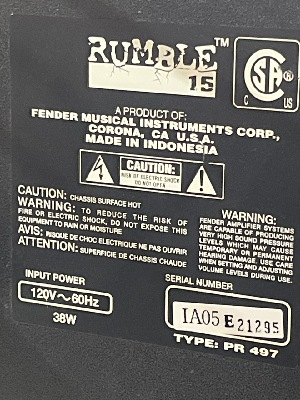 RUMBLE™
15
C US
A PRODUCT OF:
FENDER MUSICAL INSTRUMENTS CORP.,
CORONA, CA U.S.A.
MADE IN INDONESIA
CAUTION:
RISK OF ELECTRIC SHOCK
DO NOT OPEN
CAUTION: CHASSIS SURFACE HOT
WARNING: TO REDUCE THE RISK OF
FIRE OR ELECTRIC SHOCK, DO NOT EXPOSE THIS
EQUIPMENT TO RAIN OR MOISTURE
AVIS: RISQUE DE CHOC ELECTRIQUE NE PAS OUVRIR
ATTENTION: SUPERFICIE DE CHASSIS CHAUDE
WARNING:
FENDER AMPLIFIER SYSTEMS
ARE CAPABLE OF PRODUCING
VERY HIGH SOUND PRESSURE
LEVELS WHICH MAY CAUSE
TEMPORARY OR PERMANENT
HEARING DAMAGE. USE CARE
WHEN SETTING AND ADJUSTING
VOLUME LEVELS DURING USE.
INPUT POWER
120V~60Hz
38W
SERIAL NUMBER
IA05 E21295
TYPE: PR 497